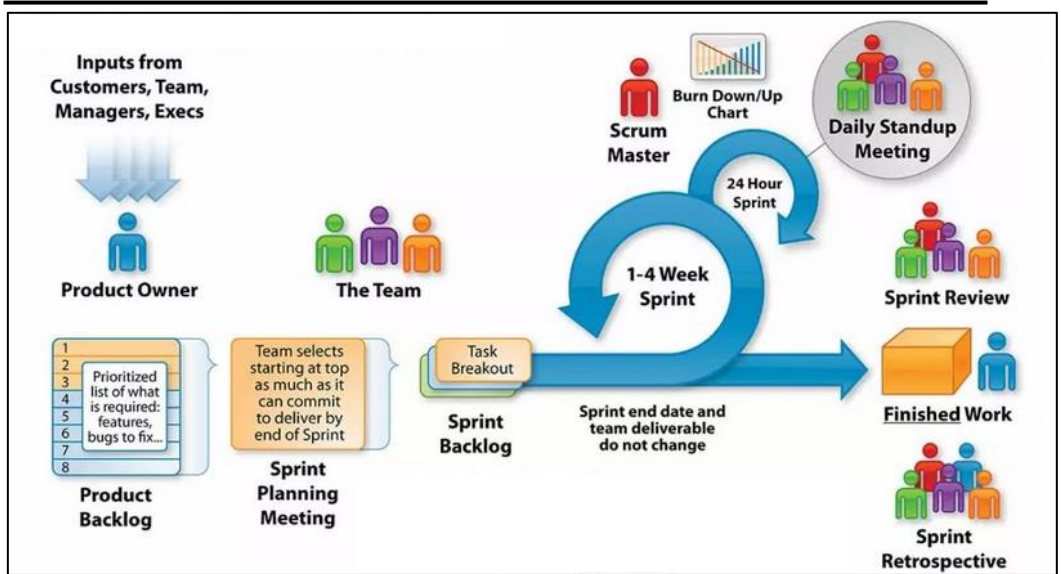 Inputs from
Customers, Team,
Managers, Execs
Product Owner
The Team
Scrum
Master
Burn Down/Up
Chart
Daily Standup
Meeting
24 Hour
Sprint
1-4 Week
Sprint
Sprint Review
1
2
3
4
5
6
7
8
Prioritized
list of what
is required:
features,
bugs to fix...
Product
Backlog
Team selects
starting at top
as much as it
can commit
to deliver by
end of Sprint
Sprint
Planning
Meeting
Task
Breakout
Sprint
Backlog
Sprint end date and
team deliverable
do not change
Finished Work
Sprint
Retrospective